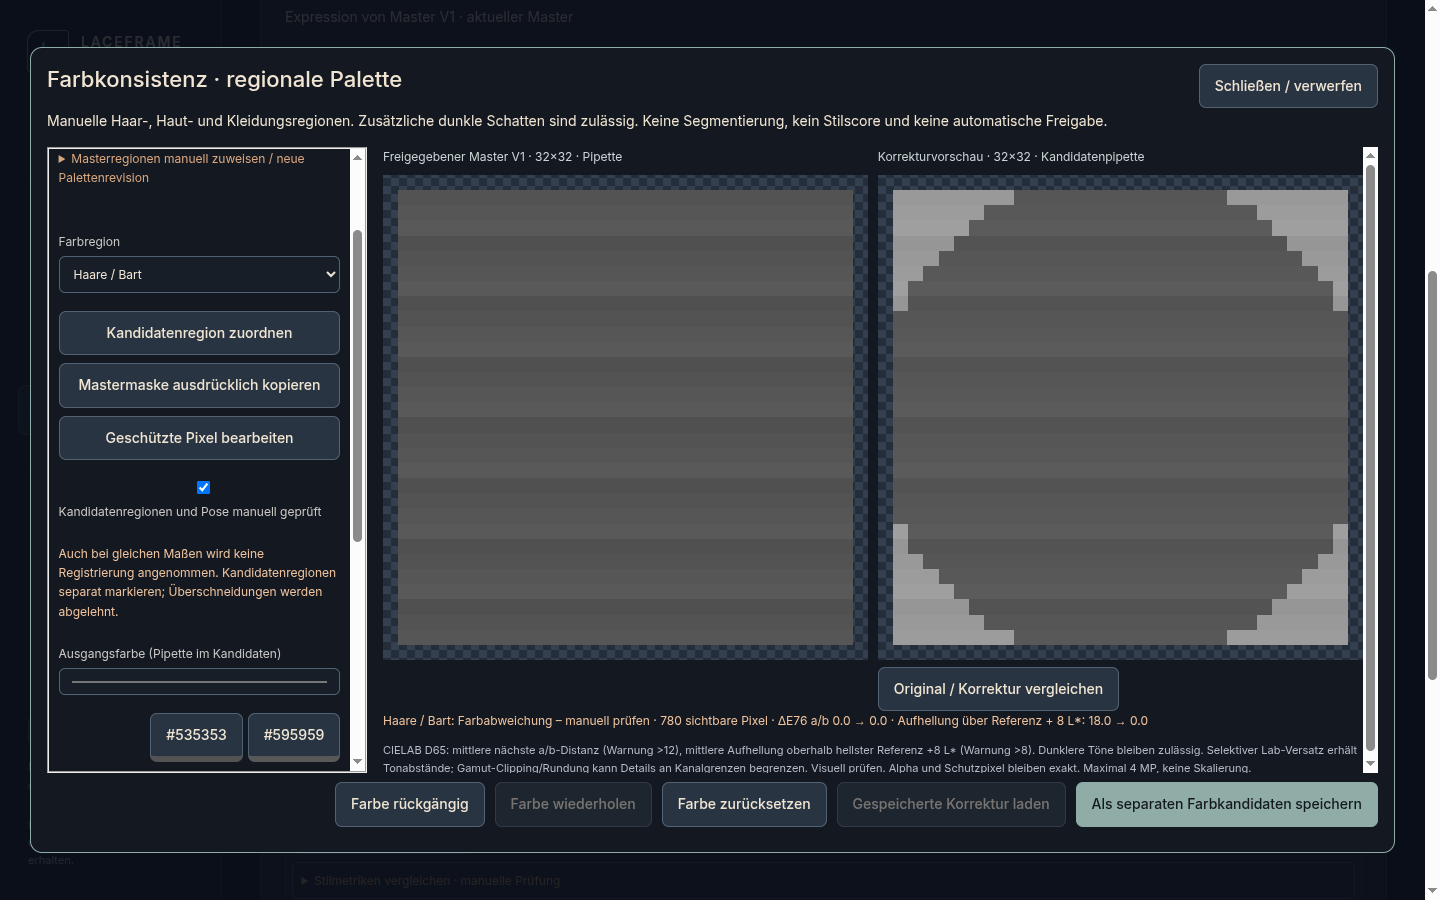 Expression von Master V1 · aktueller Master
LACEFRAME
Farbkonsistenz · regionale Palette
Schließen / verwerfen
Manuelle Haar-, Haut- und Kleidungsregionen. Zusätzliche dunkle Schatten sind zulässig. Keine Segmentierung, kein Stilscore und keine automatische Freigabe.
▶ Masterregionen manuell zuweisen / neue
Palettenrevision
Farbregion
Haare / Bart
Kandidatenregion zuordnen
Mastermaske ausdrücklich kopieren
Geschützte Pixel bearbeiten
Kandidatenregionen und Pose manuell geprüft
Auch bei gleichen Maßen wird keine
Registrierung angenommen. Kandidatenregionen
separat markieren; Überschneidungen werden
abgelehnt.
Ausgangsfarbe (Pipette im Kandidaten)
#535353
#595959
Freigegebener Master V1 · 32×32 · Pipette
Korrekturvorschau · 32×32 · Kandidatenpipette
Original / Korrektur vergleichen
Haare / Bart: Farbabweichung – manuell prüfen · 780 sichtbare Pixel · ΔE76 a/b 0.0 → 0.0 · Aufhellung über Referenz + 8 L*: 18.0 → 0.0
CIELAB D65: mittlere nächste a/b-Distanz (Warnung >12), mittlere Aufhellung oberhalb hellster Referenz +8 L* (Warnung >8). Dunklere Töne bleiben zulässig. Selektiver Lab-Versatz erhält
Tonabstände; Gamut-Clipping/Rundung kann Details an Kanalgrenzen begrenzen. Visuell prüfen. Alpha und Schutzpixel bleiben exakt. Maximal 4 MP, keine Skalierung.
Farbe rückgängig
Farbe wiederholen
Farbe zurücksetzen
Gespeicherte Korrektur laden
Als separaten Farbkandidaten speichern
erhalten.
▶ Stilmetriken vergleichen · manuelle Prüfung